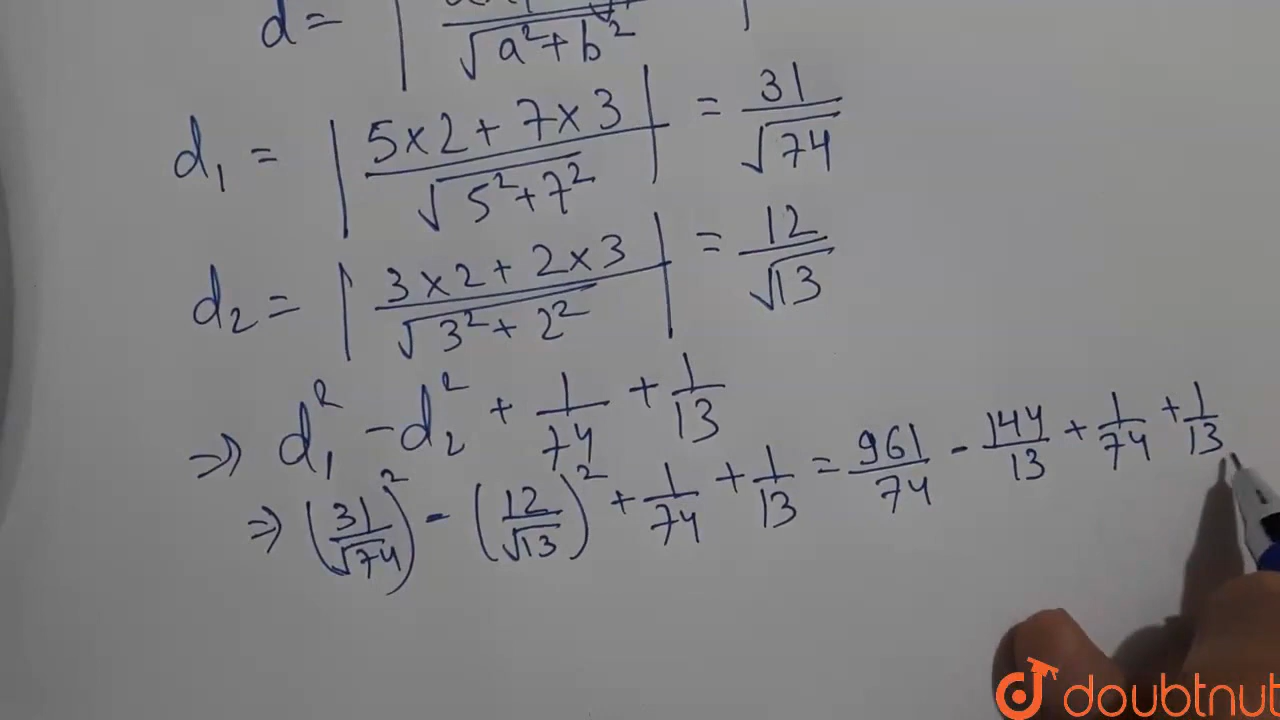 d = | / √a²+b² |
d₁ = | 5×2 + 7×3 / √5²+7² | = 31/√74
d₂ = | 3×2 + 2×3 / √3²+2² | = 12/√13
⇒ d₁² - d₂² + 1/74 + 1/13
⇒ (31/√74)² - (12/√13)² + 1/74 + 1/13 = 961/74 - 144/13 + 1/74 + 1/13
doubtnut